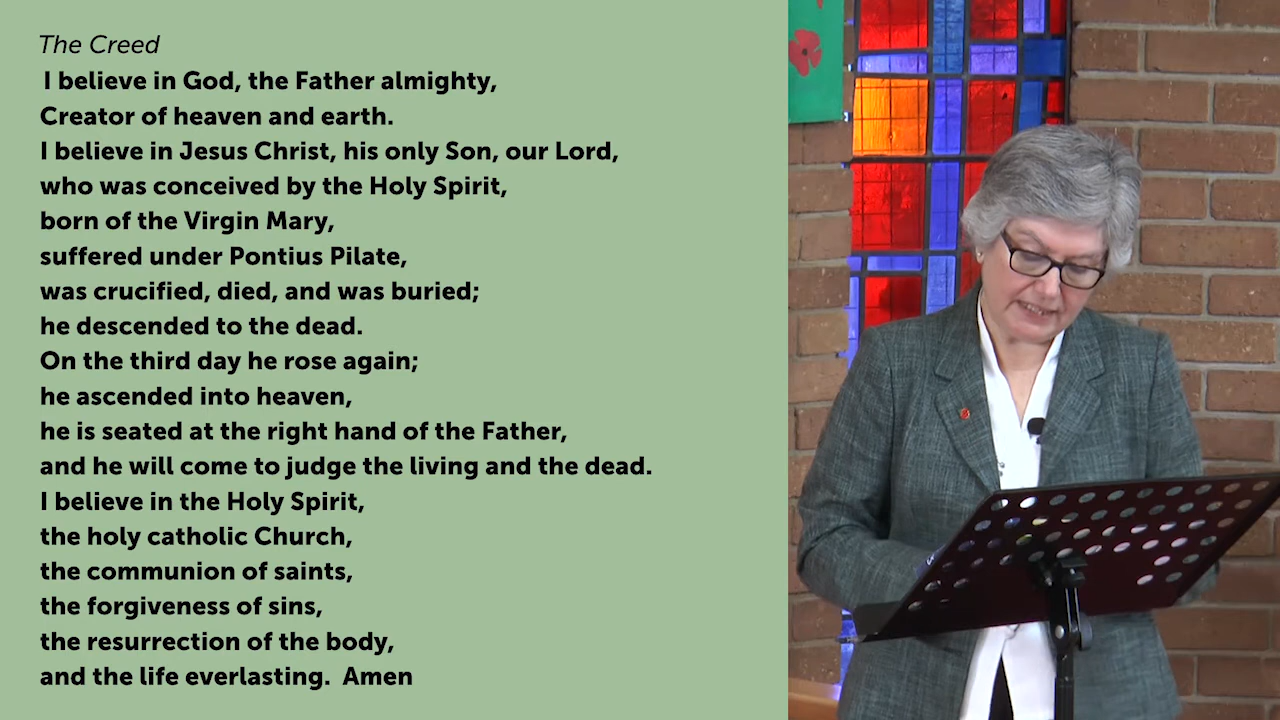 The Creed
I believe in God, the Father almighty,
Creator of heaven and earth.
I believe in Jesus Christ, his only Son, our Lord,
who was conceived by the Holy Spirit,
born of the Virgin Mary,
suffered under Pontius Pilate,
was crucified, died, and was buried;
he descended to the dead.
On the third day he rose again;
he ascended into heaven,
he is seated at the right hand of the Father,
and he will come to judge the living and the dead.
I believe in the Holy Spirit,
the holy catholic Church,
the communion of saints,
the forgiveness of sins,
the resurrection of the body,
and the life everlasting.  Amen